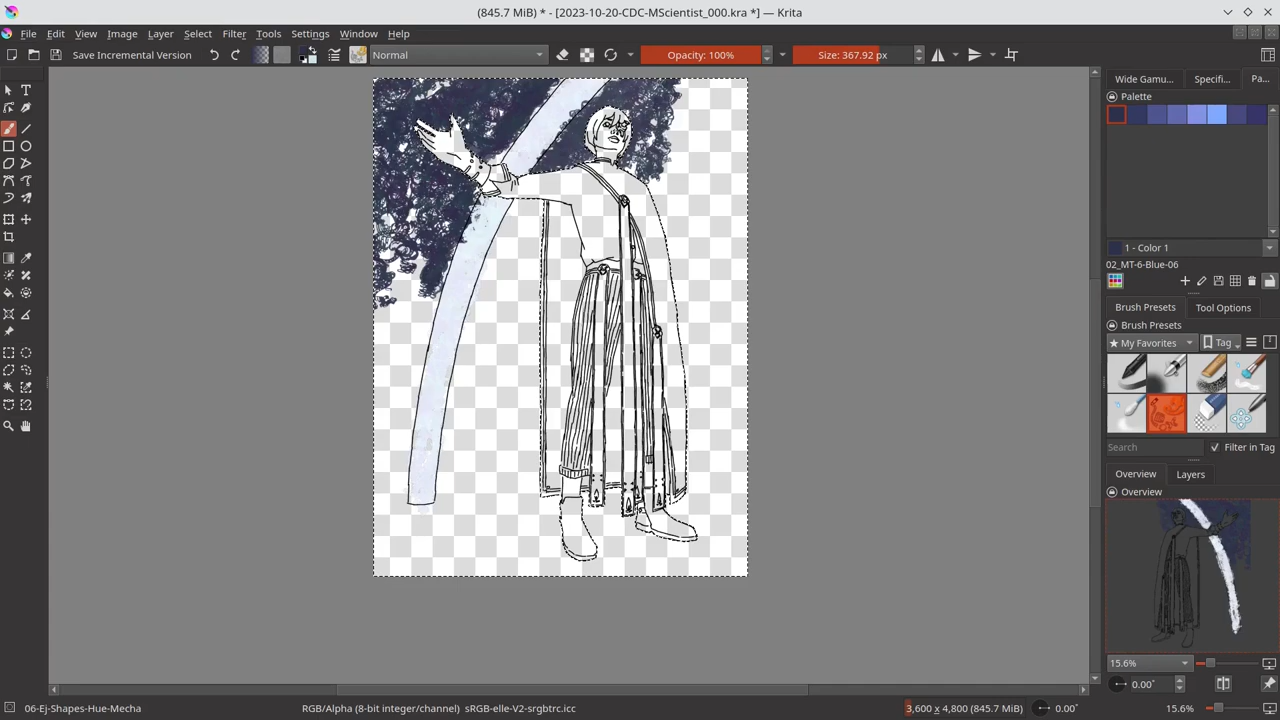 (845.7 MiB) * - [2023-10-20-CDC-MScientist_000.kra *] — Krita
File Edit View Image Layer Select Filter Tools Settings Window Help
Save Incremental Version Normal Opacity: 100% Size: 367.92 px
Wide Gamu... Specifi... Pa...
Palette
1 - Color 1
02_MT-6-Blue-06
Brush Presets Tool Options
Brush Presets
★ My Favorites Tag
Search Filter in Tag
Overview Layers
Overview
15.6%
0.00°
06-Ej-Shapes-Hue-Mecha RGB/Alpha (8-bit integer/channel) sRGB-elle-V2-srgbtrc.icc 3,600 x 4,800 (845.7 MiB) 0.00° 15.6%